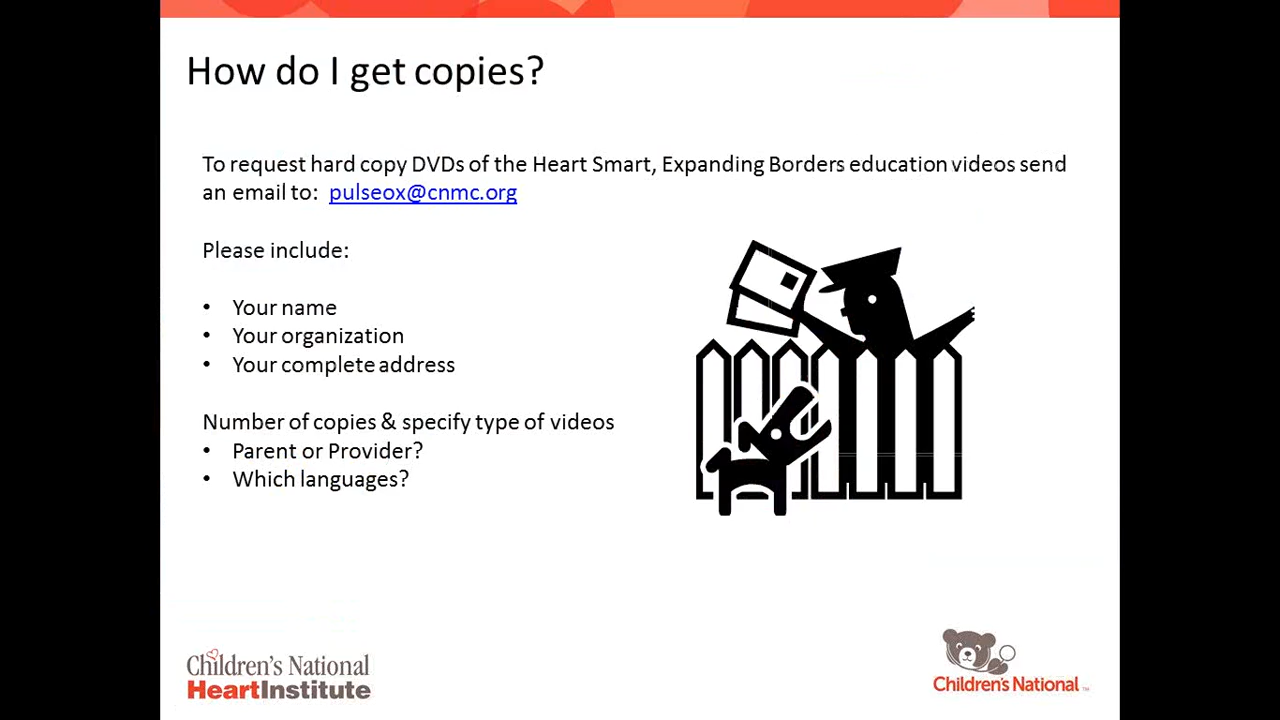 How do I get copies?
To request hard copy DVDs of the Heart Smart, Expanding Borders education videos send
an email to: pulseox@cnmc.org
Please include:
• Your name
• Your organization
• Your complete address
Number of copies & specify type of videos
• Parent or Provider?
• Which languages?
Children's National
HeartInstitute
Children's National ™